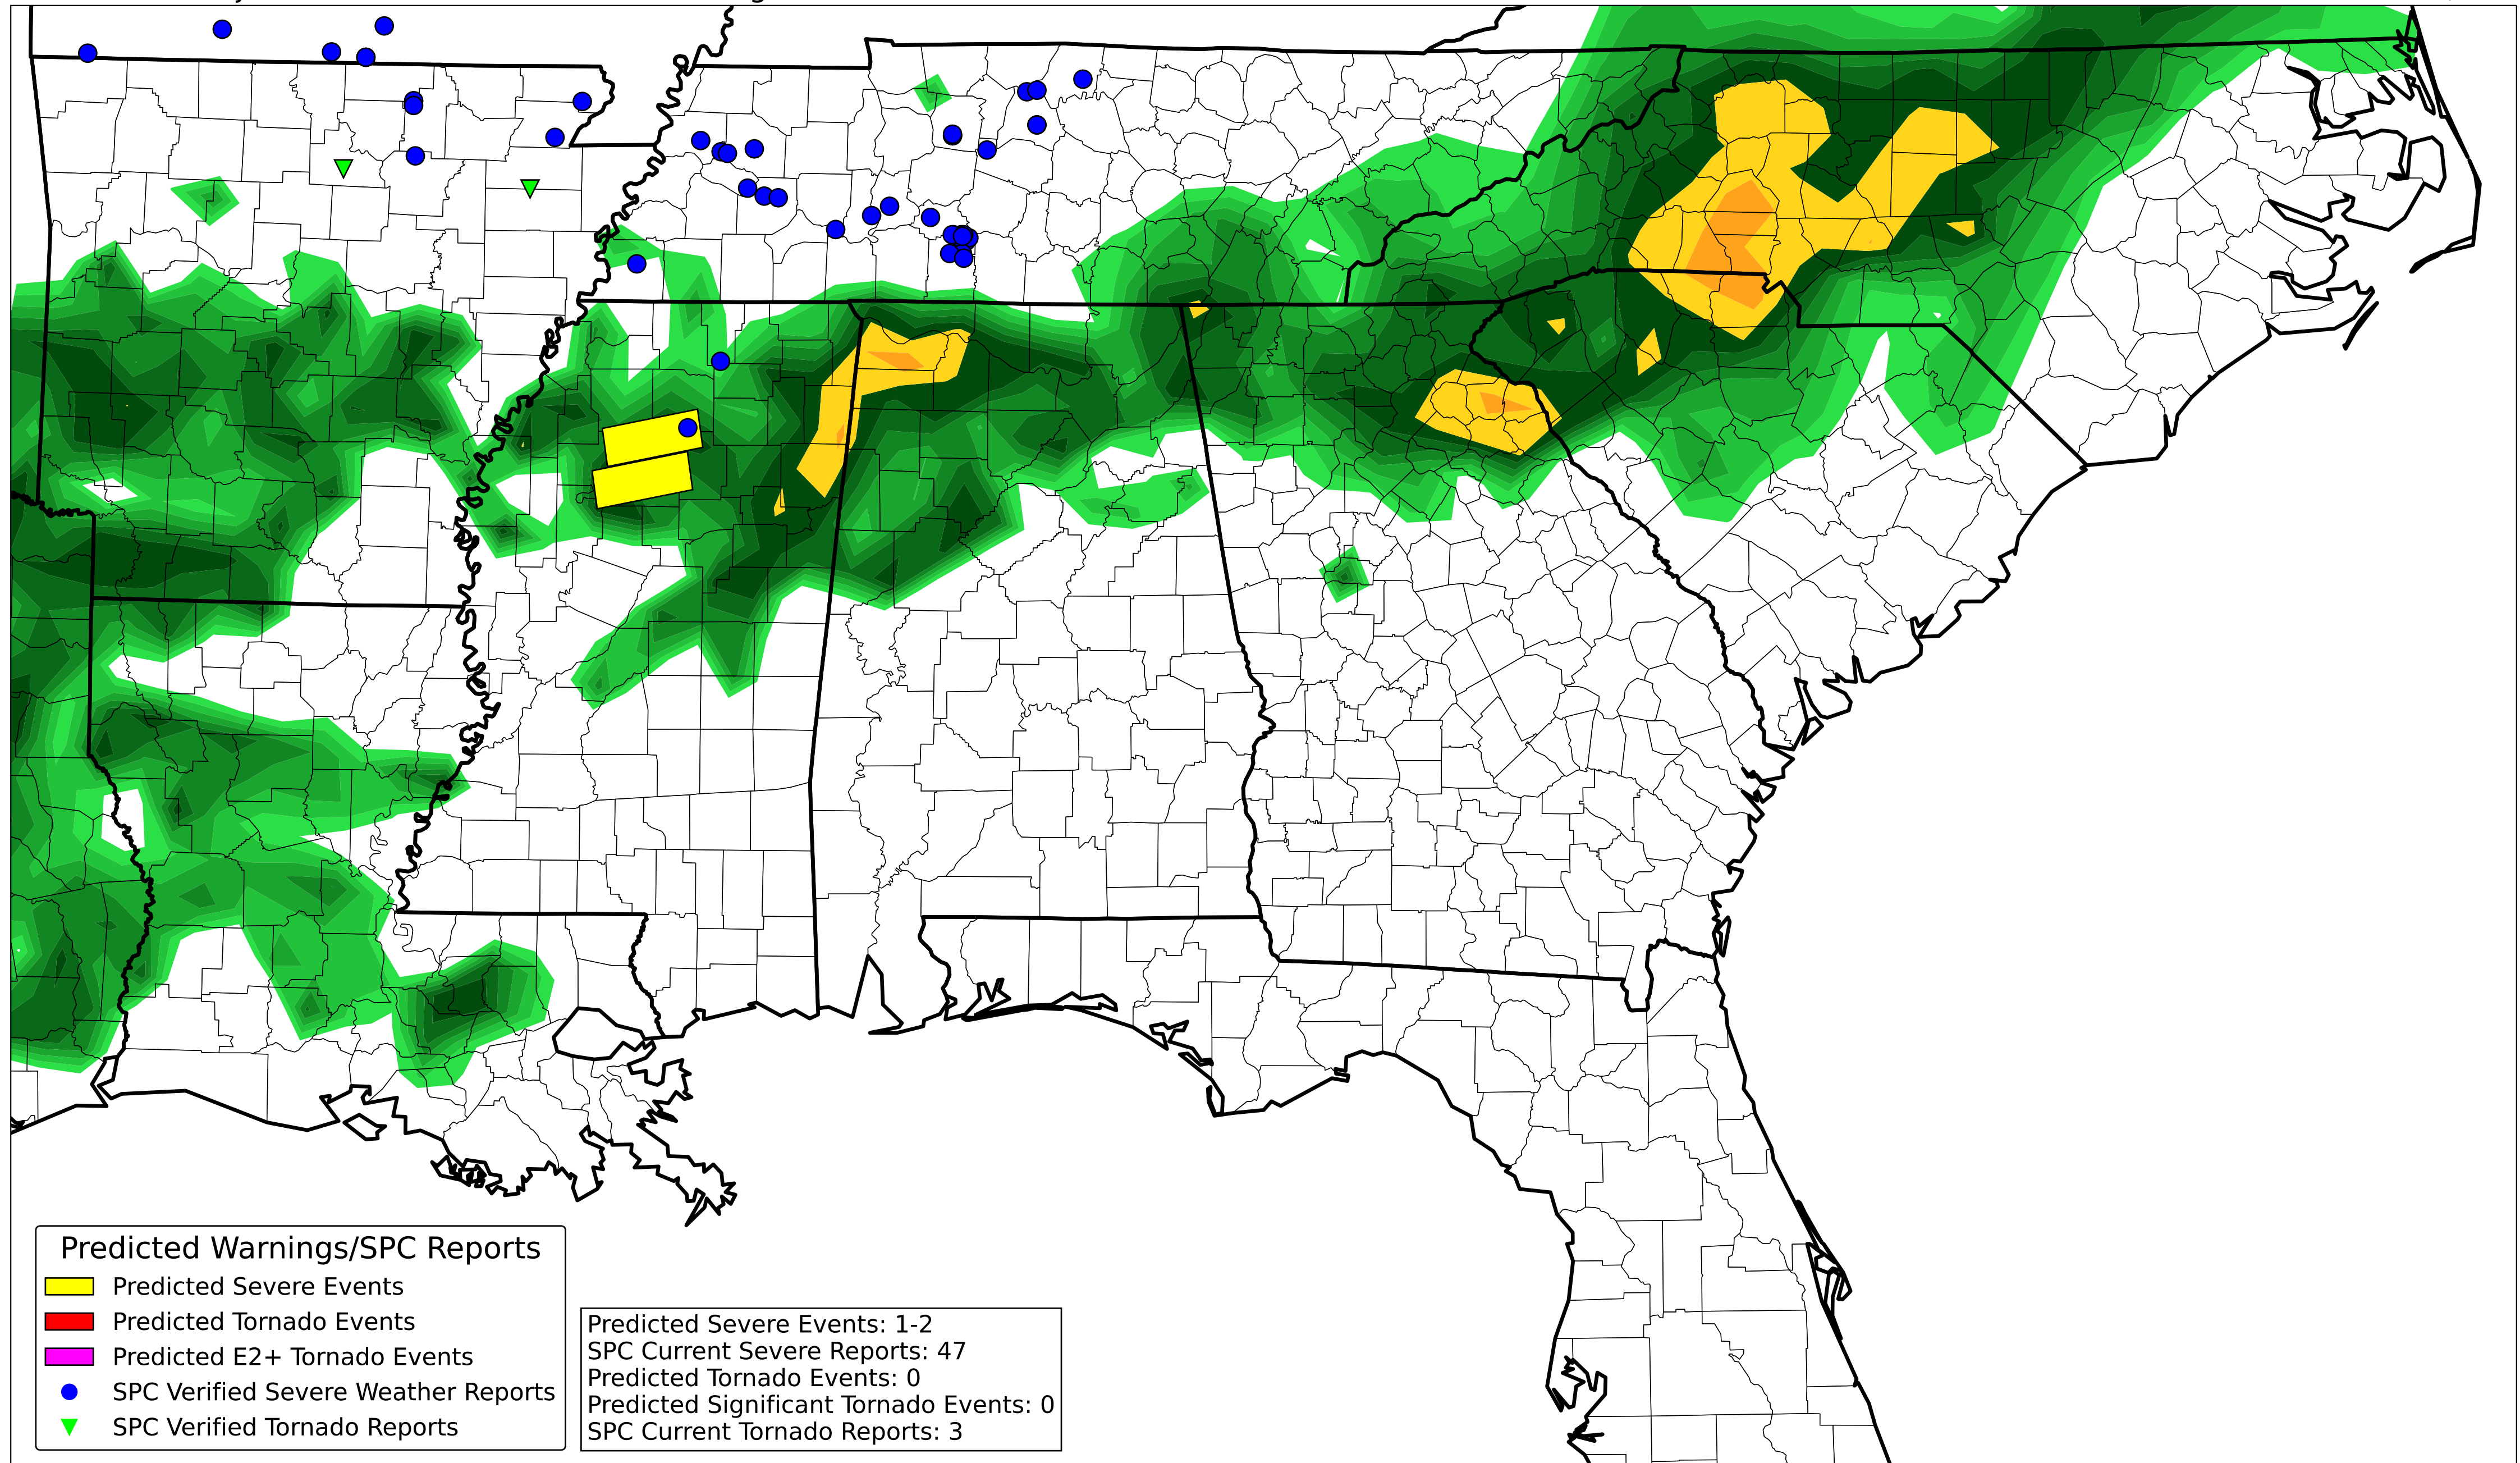 Predicted Warnings/SPC Reports
Predicted Severe Events
Predicted Tornado Events
Predicted E2+ Tornado Events
SPC Verified Severe Weather Reports
SPC Verified Tornado Reports
Predicted Severe Events: 1-2
SPC Current Severe Reports: 47
Predicted Tornado Events: 0
Predicted Significant Tornado Events: 0
SPC Current Tornado Reports: 3